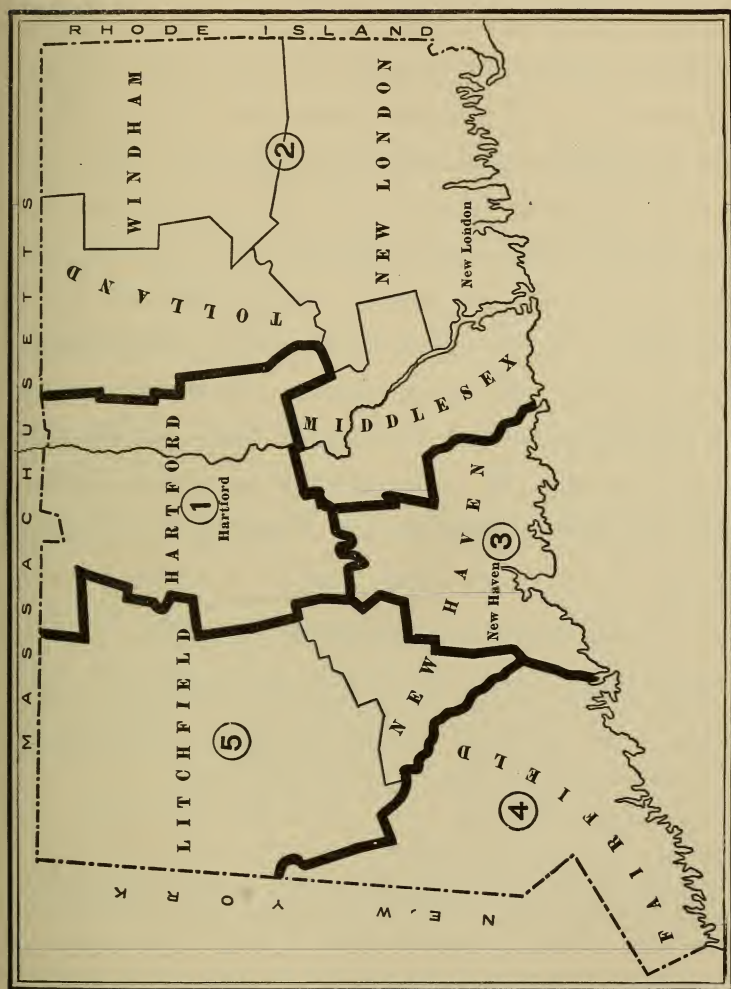 MASSACHUSETTS
RHODE ISLAND
NEW YORK
LITCHFIELD
5
HARTFORD
1
Hartford
TOLLAND
WINDHAM
2
NEW LONDON
New London
MIDDLESEX
NEW HAVEN
3
New Haven
FAIRFIELD
4